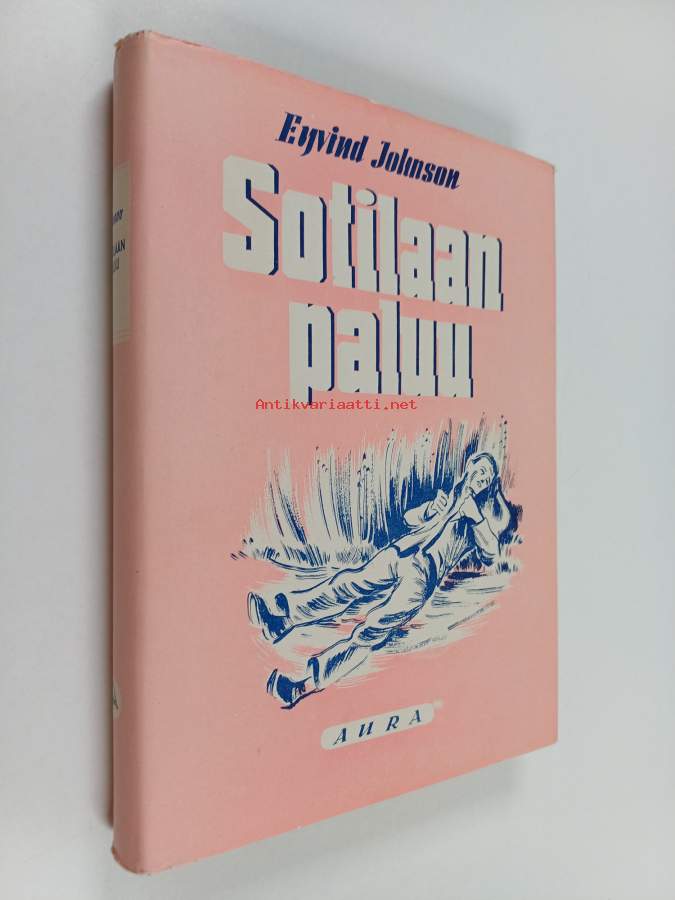 Eyvind Johnson
Sotilaan
paluu
Antikvariaatti.net
AURA